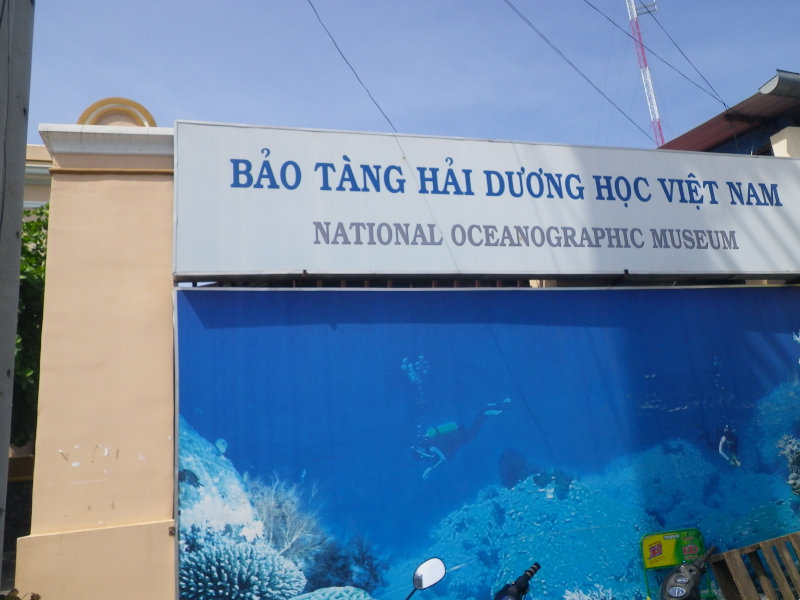 BẢO TÀNG HẢI DƯƠNG HỌC VIỆT NAM
NATIONAL OCEANOGRAPHIC MUSEUM